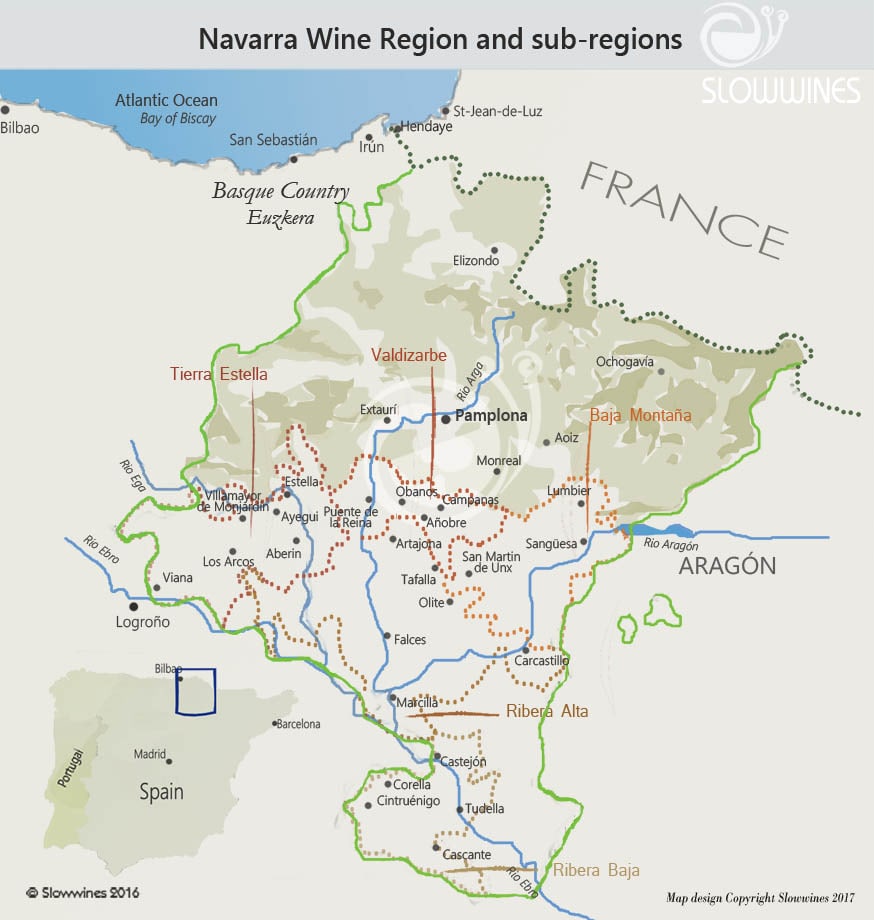 Navarra Wine Region and sub-regions
SLOWWINES
Atlantic Ocean
Bay of Biscay
Bilbao
San Sebastián
Irún
Hendaye
St-Jean-de-Luz
Basque Country
Euzkera
FRANCE
Elizondo
Valdizarbe
Tierra Estella
Ochogavía
Rio Arga
Extaurí
Pamplona
Baja Montaña
Aoiz
Monreal
Rio Ega
Estella
Villamayor
de Monjardín
Ayegui
Puente de
la Reina
Obanos
Campanas
Lumbier
Añobre
Rio Ebro
Aberin
Artajona
Sangüesa
Rio Aragón
ARAGÓN
Los Arcos
San Martin
de Unx
Viana
Tafalla
Olite
Logroño
Falces
Carcastillo
Bilbao
Marcilla
Ribera Alta
Barcelona
Madrid
Portugal
Spain
Castejón
Corella
Cintruénigo
Tudella
Cascante
Rio Ebro
Ribera Baja
© Slowwines 2016
Map design Copyright Slowwines 2017